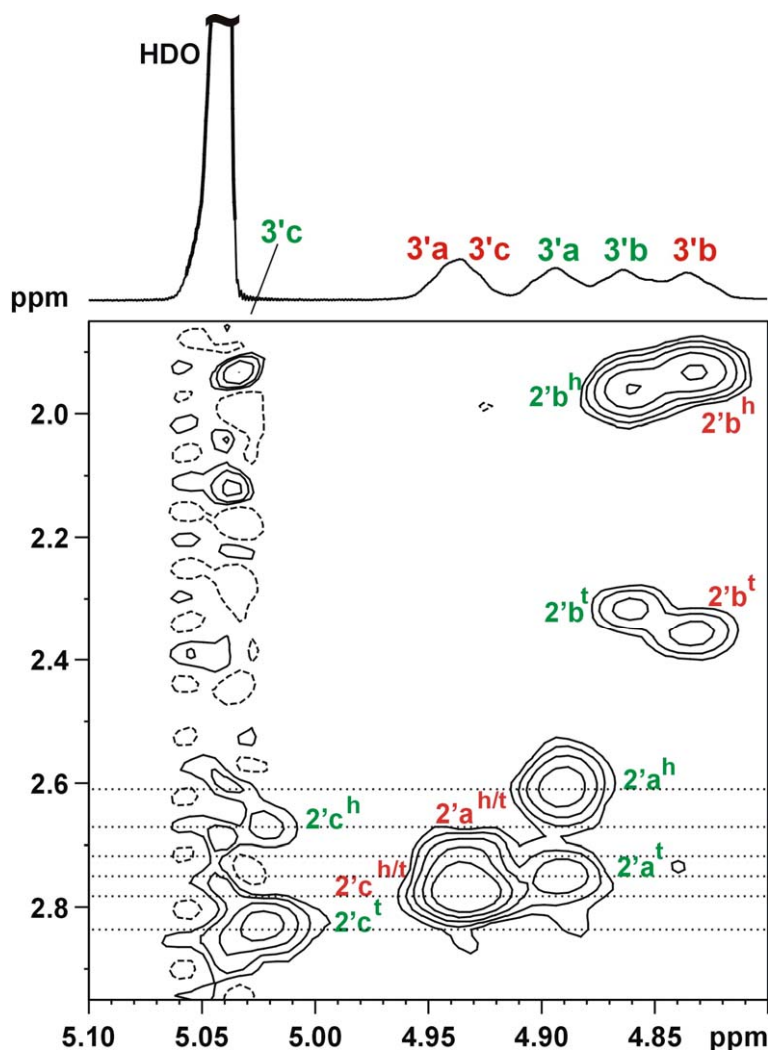 HDO
3'c
3'a 3'c 3'a 3'b 3'b
ppm
2.0
2'b^h
2'b^h
2.2
2'b^t
2'b^t
2.4
2.6
2'a^h
2'a^h/t
2'c^h
2'a^t
2'c^h/t
2.8
2'c^t
5.10 5.05 5.00 4.95 4.90 4.85 ppm